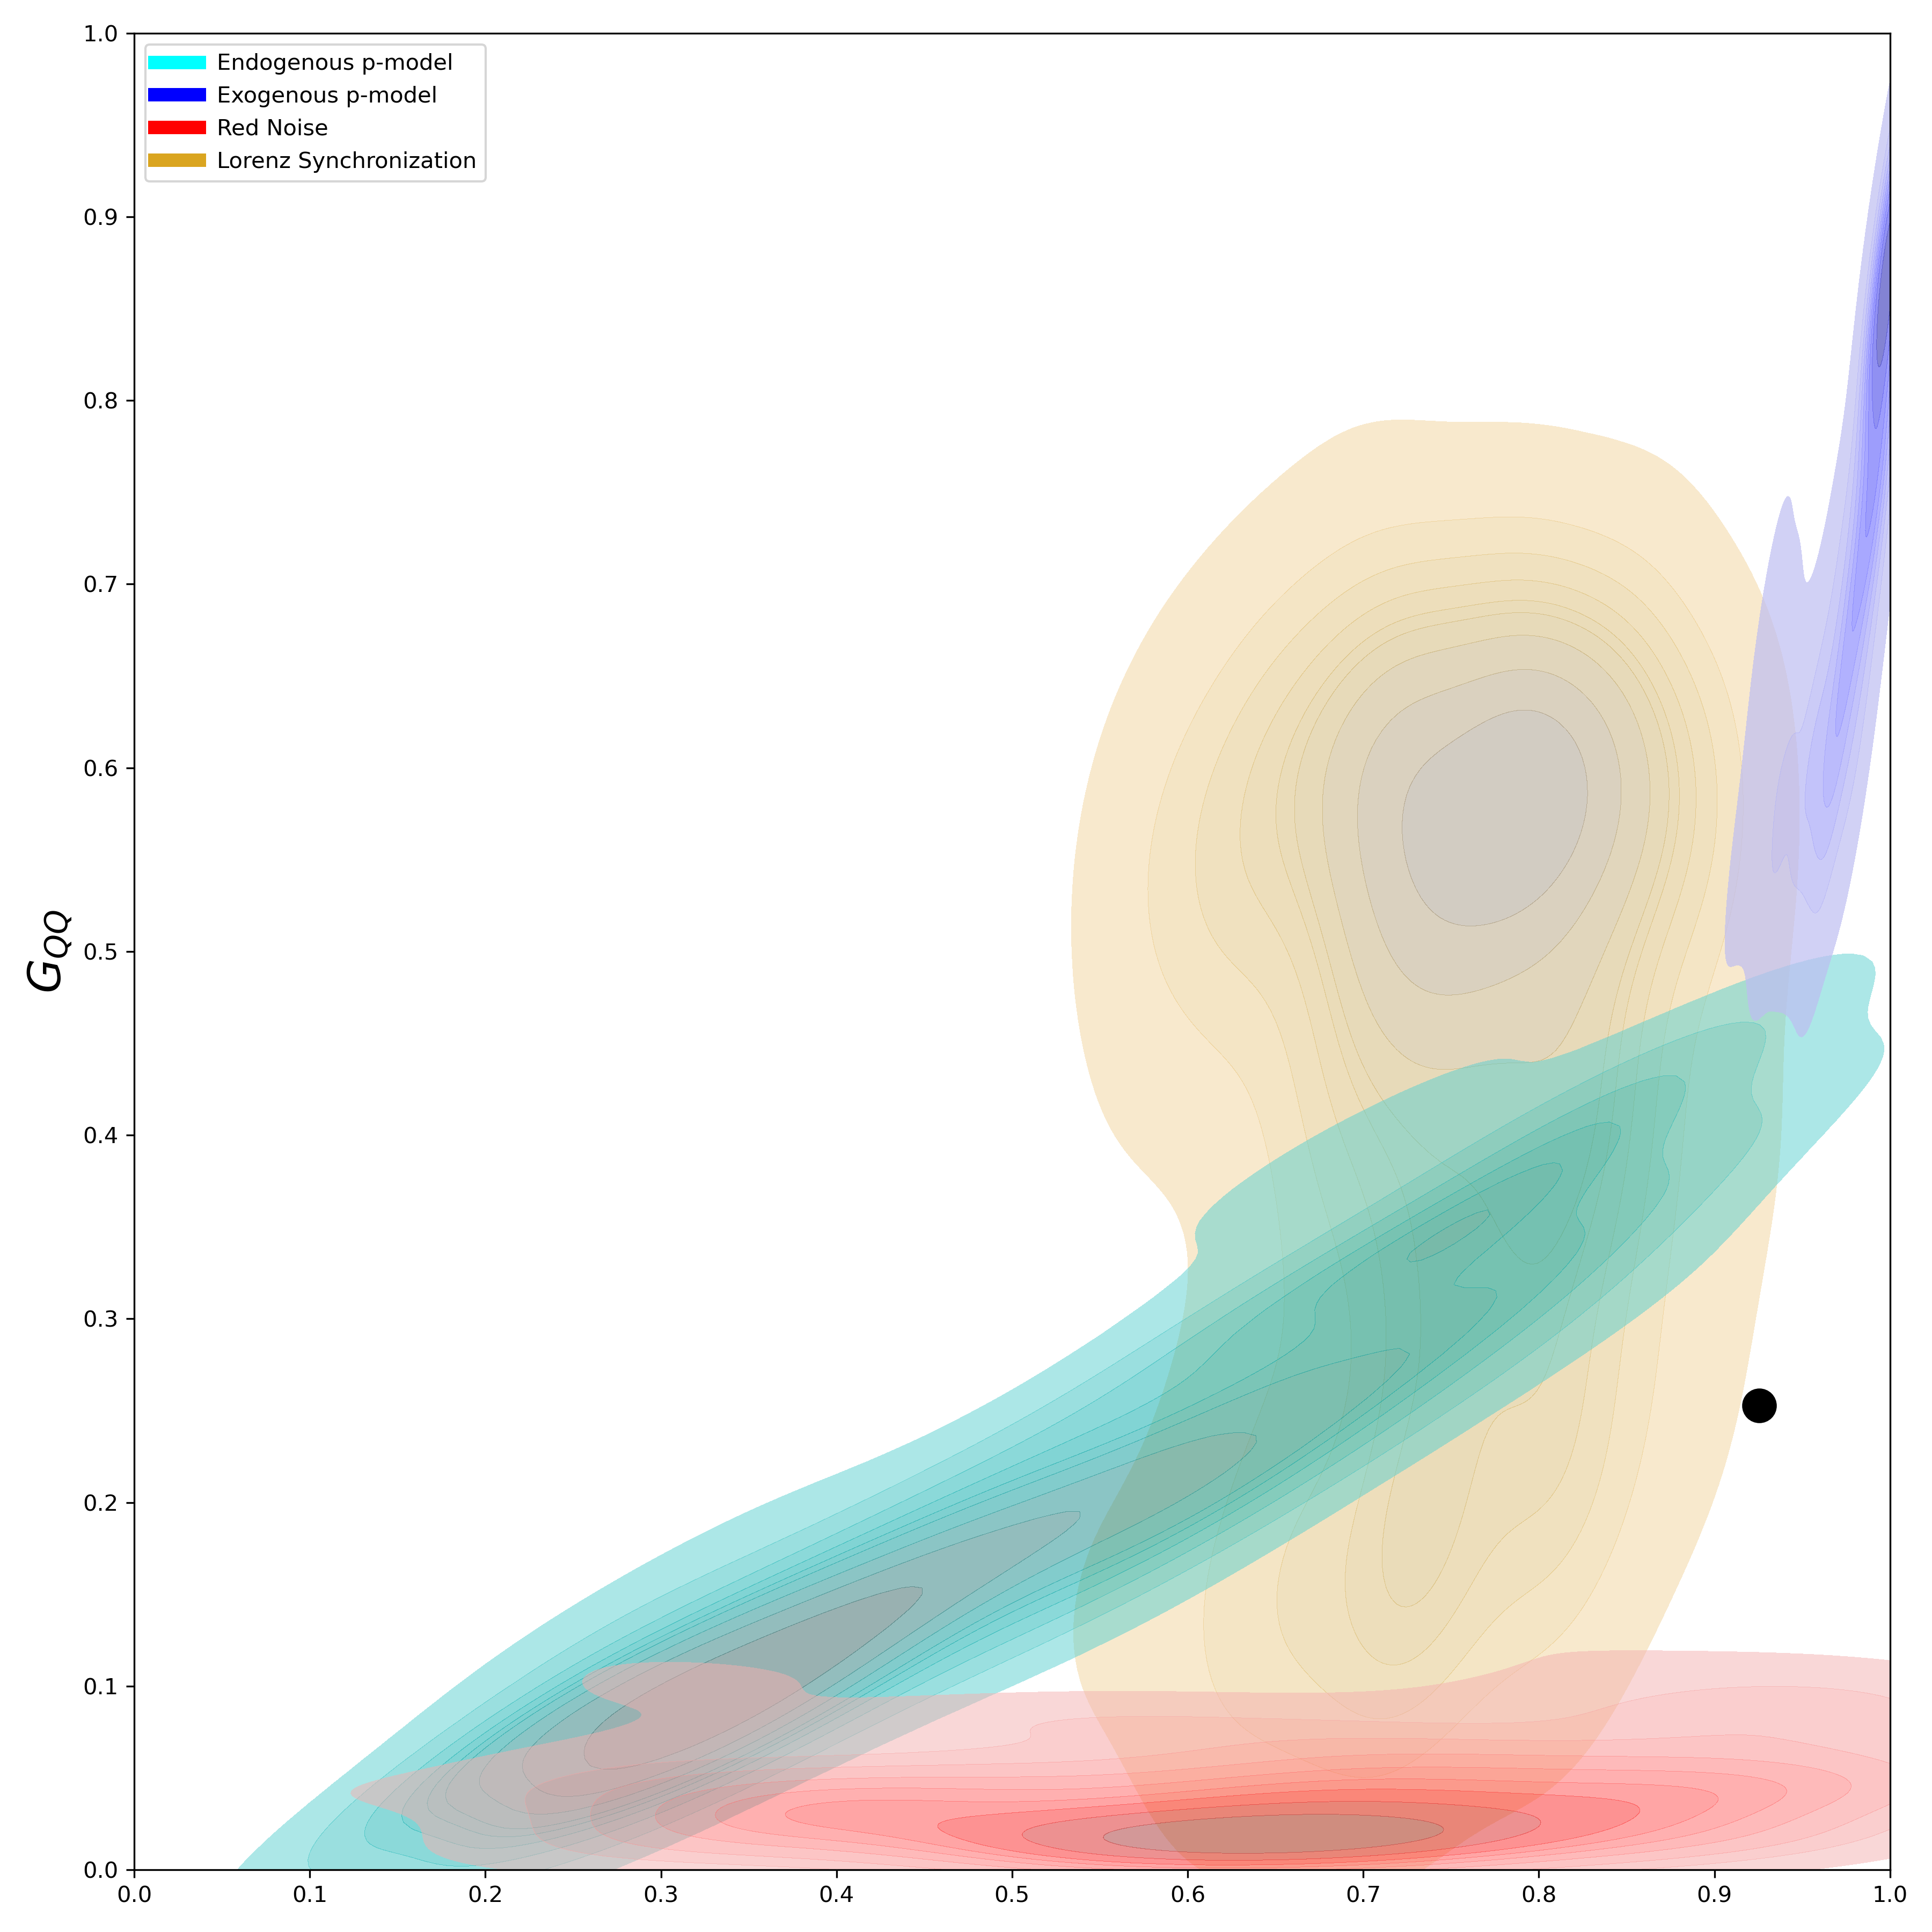 Endogenous p-model
Exogenous p-model
Red Noise
Lorenz Synchronization
G_QQ
1.0
0.9
0.8
0.7
0.6
0.5
0.4
0.3
0.2
0.1
0.0
0.0 0.1 0.2 0.3 0.4 0.5 0.6 0.7 0.8 0.9 1.0